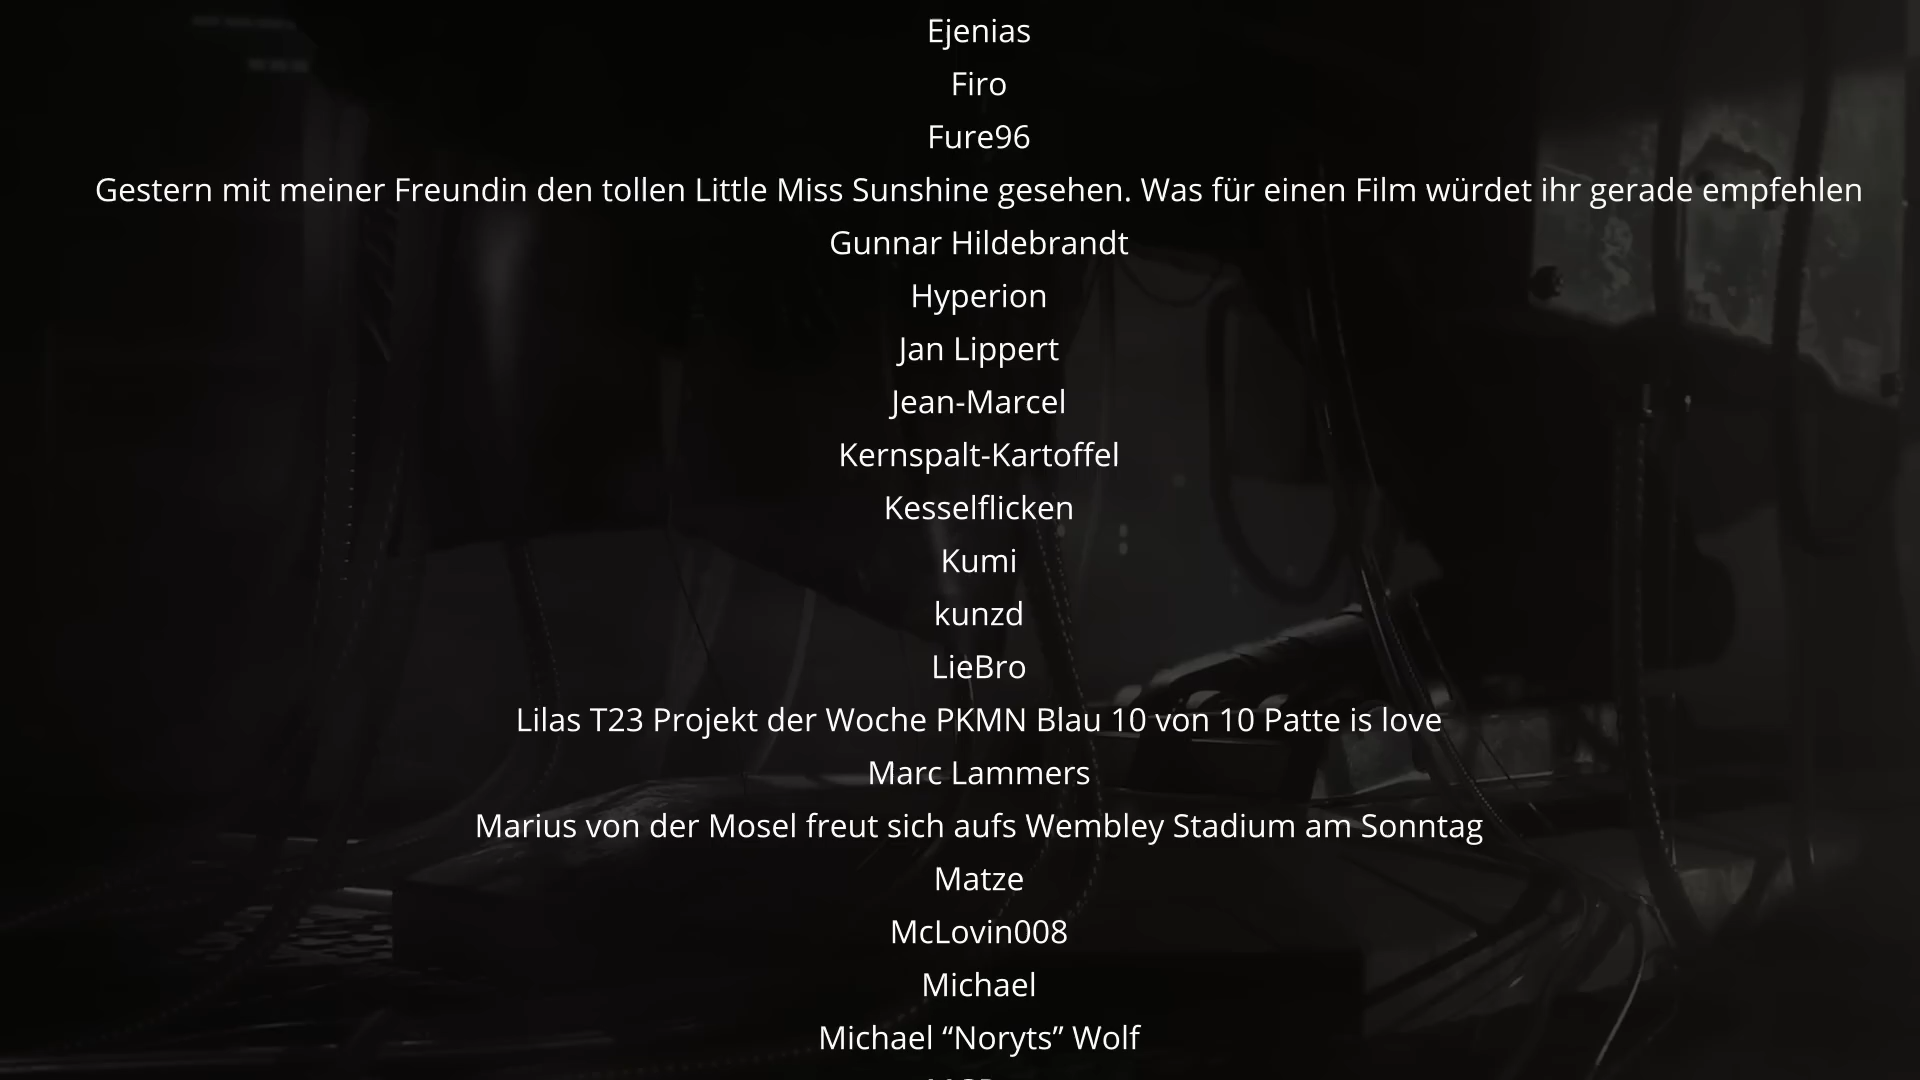 Ejenias
Firo
Fure96
Gestern mit meiner Freundin den tollen Little Miss Sunshine gesehen. Was für einen Film würdet ihr gerade empfehlen
Gunnar Hildebrandt
Hyperion
Jan Lippert
Jean-Marcel
Kernspalt-Kartoffel
Kesselflicken
Kumi
kunzd
LieBro
Lilas T23 Projekt der Woche PKMN Blau 10 von 10 Patte is love
Marc Lammers
Marius von der Mosel freut sich aufs Wembley Stadium am Sonntag
Matze
McLovin008
Michael
Michael “Noryts” Wolf